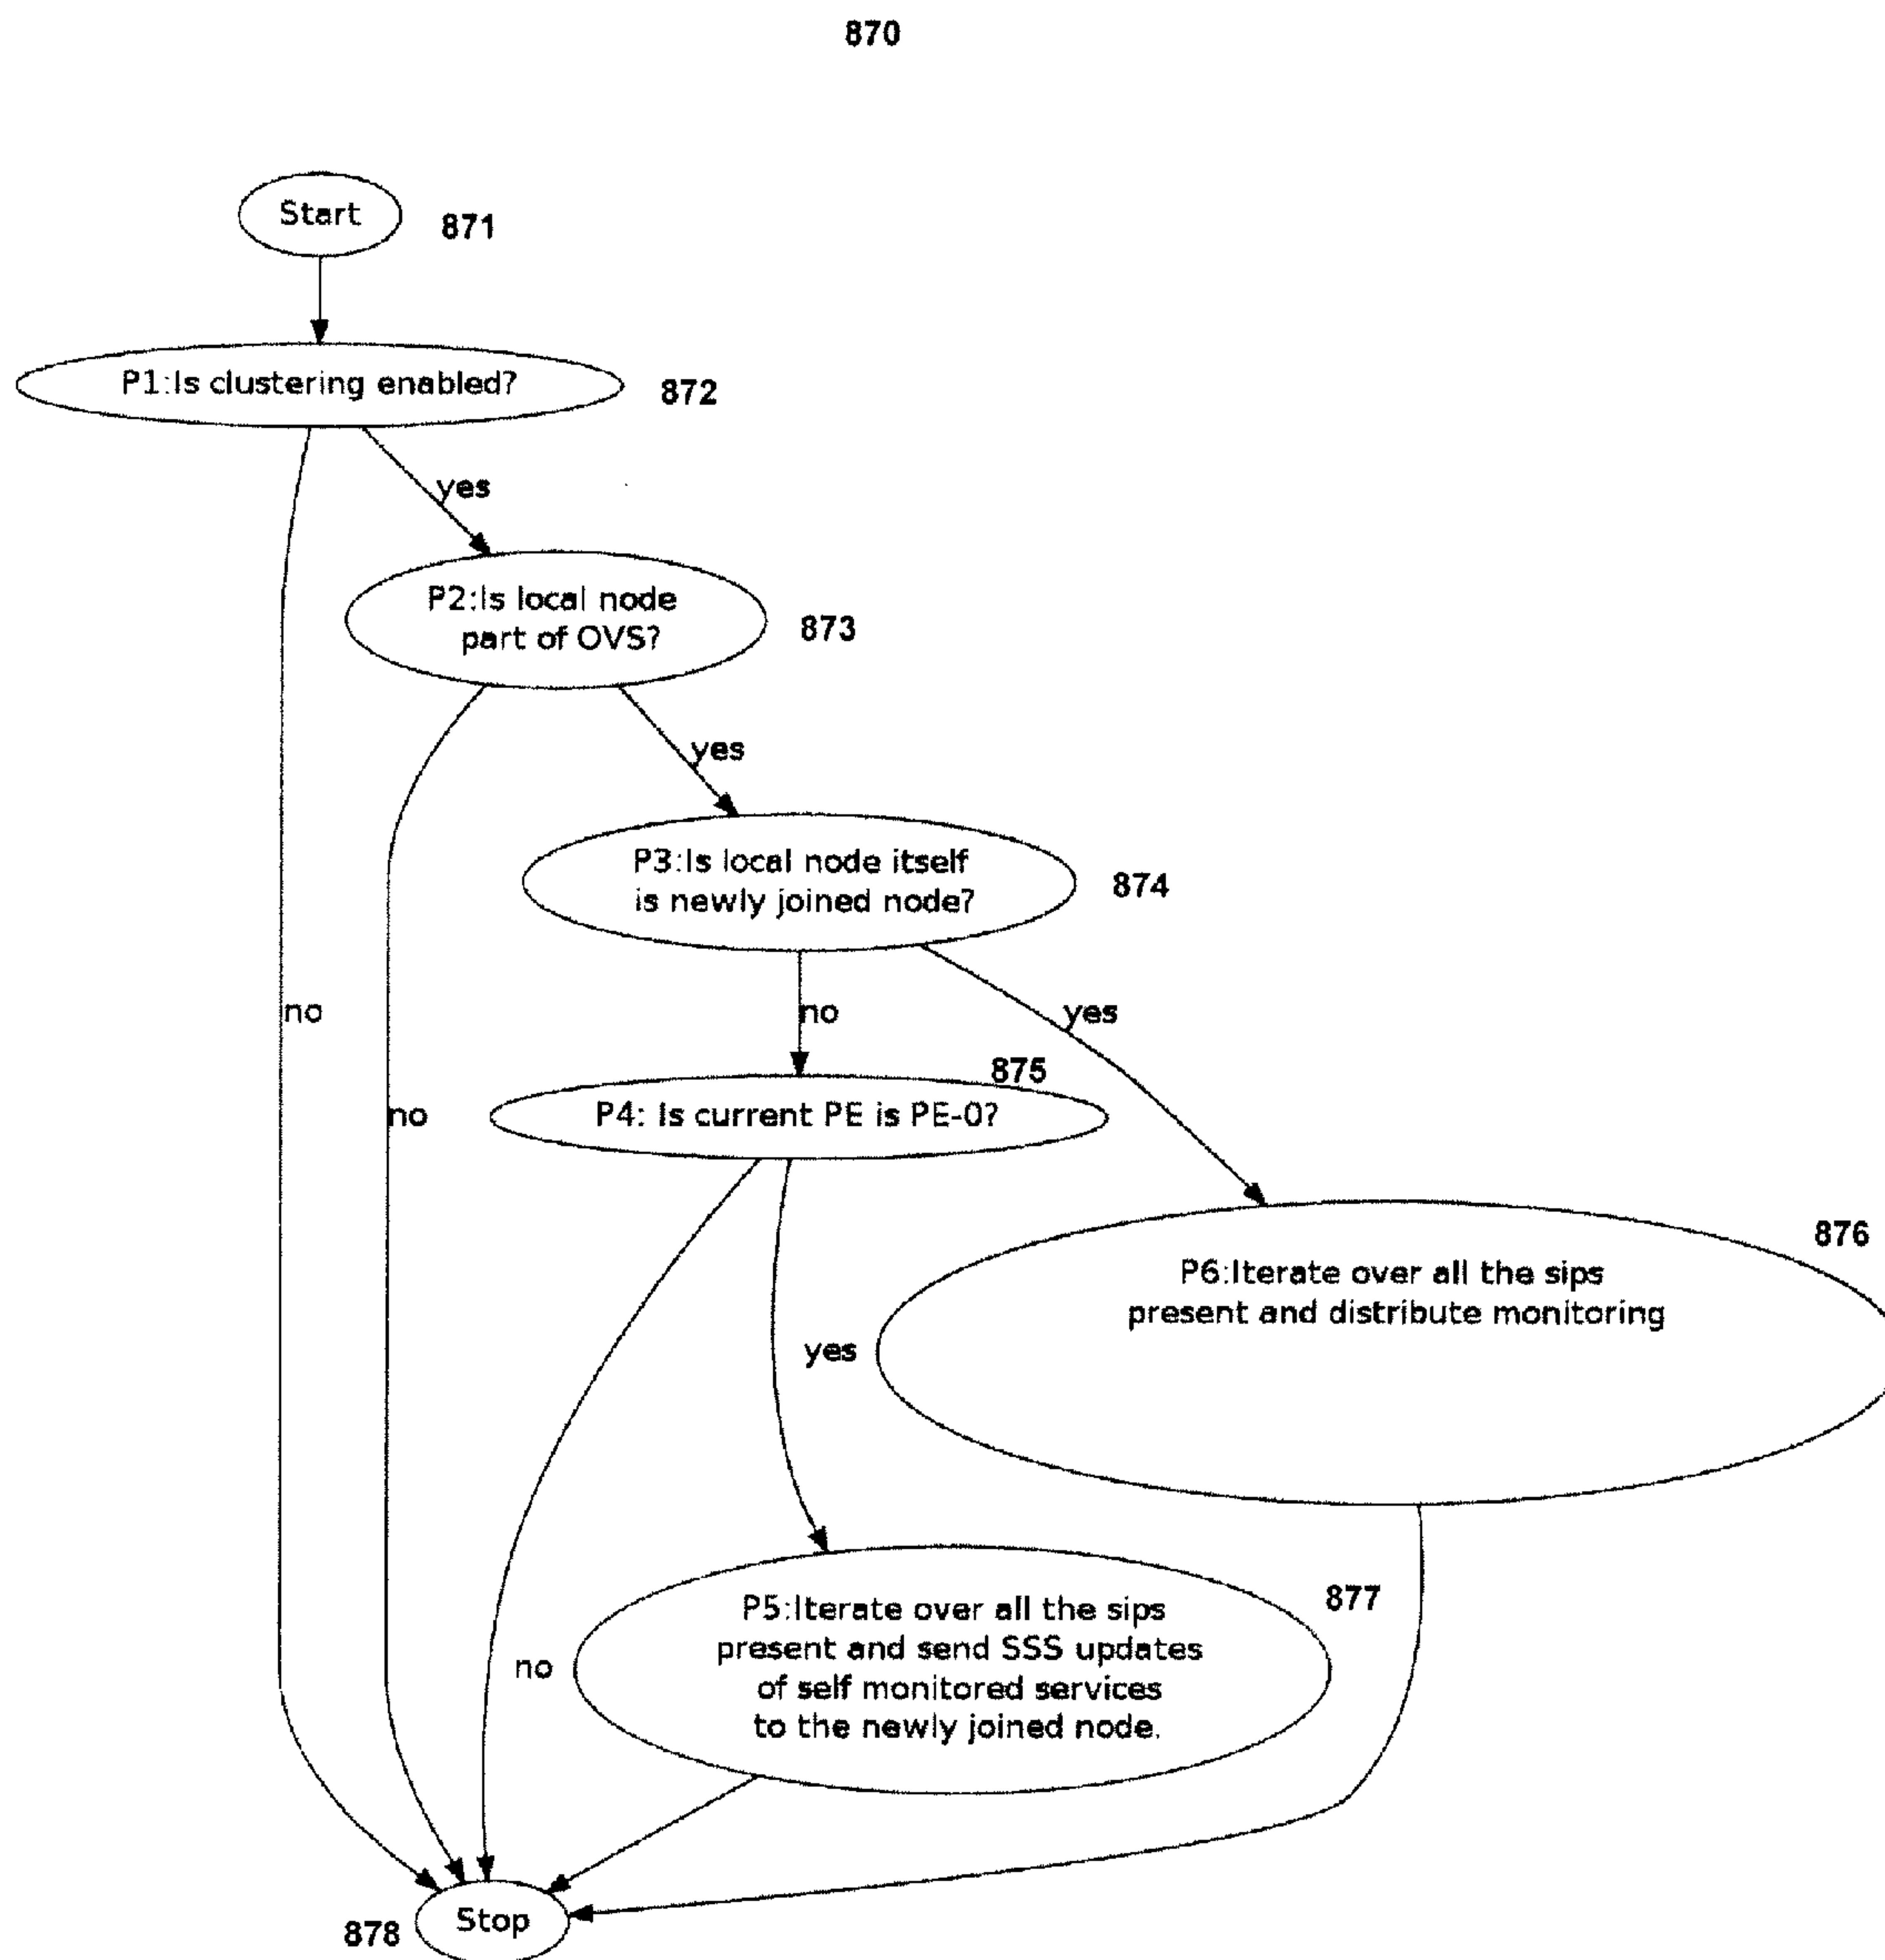 870
Start
871
P1:Is clustering enabled?
872
yes
P2:Is local node
part of OVS?
873
yes
P3:Is local node itself
is newly joined node?
874
no
no
yes
875
no
P4: Is current PE is PE-0?
876
P6:Iterate over all the sips
present and distribute monitoring
yes
877
P5:Iterate over all the sips
present and send SSS updates
of self monitored services
to the newly joined node.
no
Stop
878